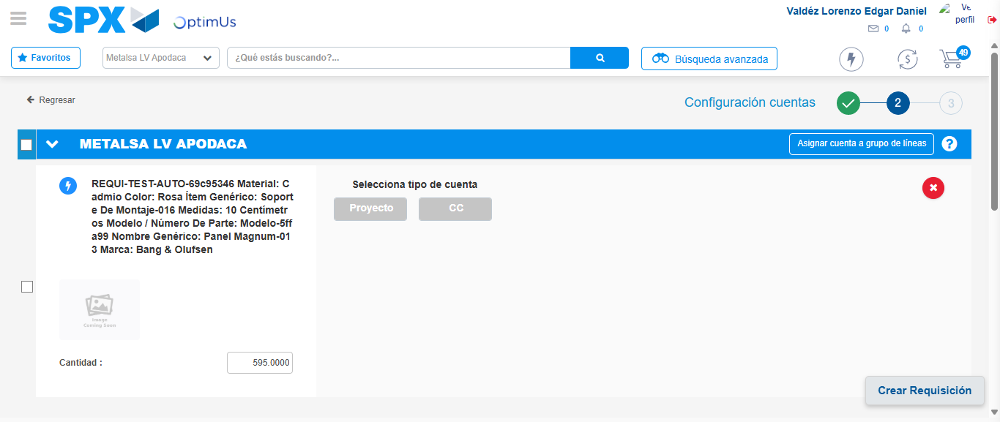 SPX
OptimUs
Valdéz Lorenzo Edgar Daniel
0
0
perfil
Favoritos
Metalsa LV Apodaca
¿Qué estás buscando?...
Búsqueda avanzada
$
49
Regresar
Configuración cuentas
2
3
METALSA LV APODACA
Asignar cuenta a grupo de líneas
?
REQUI-TEST-AUTO-69c95346 Material: C
admio Color: Rosa Ítem Genérico: Soport
e De Montaje-016 Medidas: 10 Centímetr
os Modelo / Número De Parte: Modelo-5ff
a99 Nombre Genérico: Panel Magnum-01
3 Marca: Bang & Olufsen
Selecciona tipo de cuenta
Proyecto
CC
Image
Coming Soon
Cantidad :
595.0000
Crear Requisición